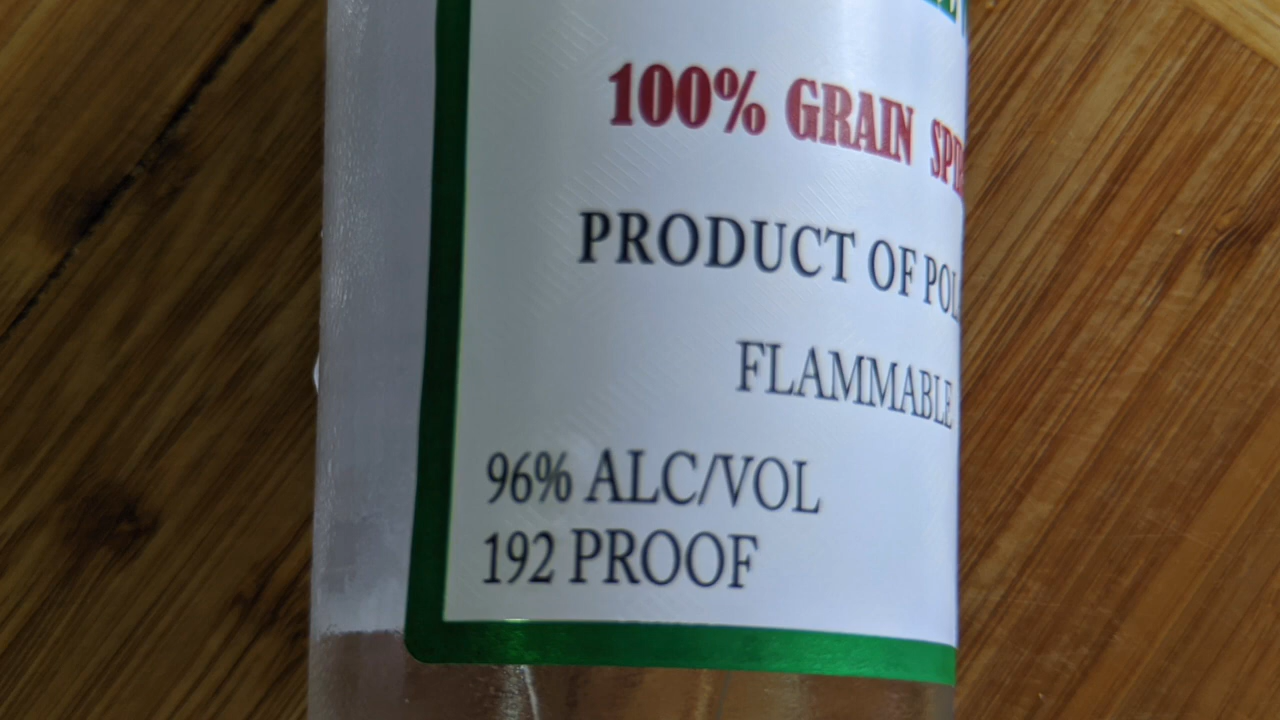 100% GRAIN
PRODUCT OF
FLAMMABLE
96% ALC/VOL
192 PROOF